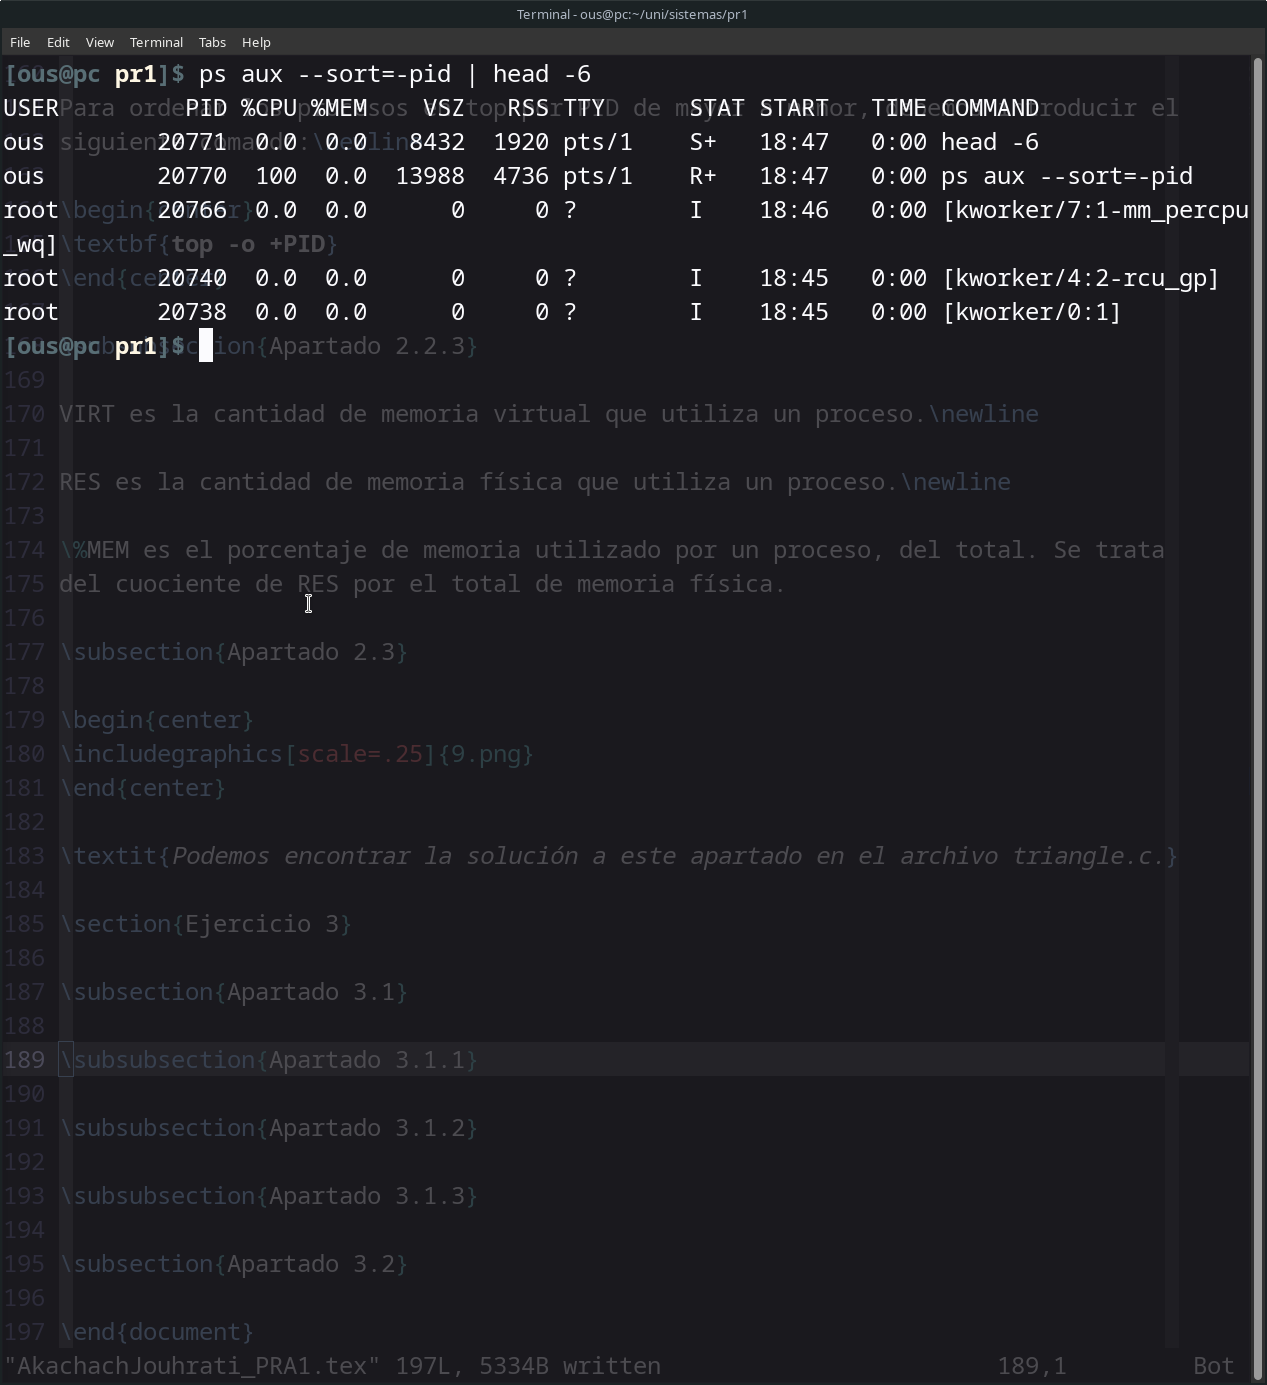 Terminal - ous@pc:~/uni/sistemas/pr1
File Edit View Terminal Tabs Help
[ous@pc pr1]$ ps aux --sort=-pid | head -6
USER PID %CPU %MEM VSZ RSS TTY STAT START TIME COMMAND
ous 20771 0.0 0.0 8432 1920 pts/1 S+ 18:47 0:00 head -6
ous 20770 100 0.0 13988 4736 pts/1 R+ 18:47 0:00 ps aux --sort=-pid
root 20766 0.0 0.0 0 0 ? I 18:46 0:00 [kworker/7:1-mm_percpu
_wq]
\textbf{top -o +PID}
root 20740 0.0 0.0 0 0 ? I 18:45 0:00 [kworker/4:2-rcu_gp]
root 20738 0.0 0.0 0 0 ? I 18:45 0:00 [kworker/0:1]
[ous@pc pr1]$
{Apartado 2.2.3}
169
170 VIRT es la cantidad de memoria virtual que utiliza un proceso.\newline
171
172 RES es la cantidad de memoria física que utiliza un proceso.\newline
173
174 \%MEM es el porcentaje de memoria utilizado por un proceso, del total. Se trata
175 del cuociente de RES por el total de memoria física.
176
177 \subsection{Apartado 2.3}
178
179 \begin{center}
180 \includegraphics[scale=.25]{9.png}
181 \end{center}
182
183 \textit{Podemos encontrar la solución a este apartado en el archivo triangle.c.}
184
185 \section{Ejercicio 3}
186
187 \subsection{Apartado 3.1}
188
189 \subsubsection{Apartado 3.1.1}
190
191 \subsubsection{Apartado 3.1.2}
192
193 \subsubsection{Apartado 3.1.3}
194
195 \subsection{Apartado 3.2}
196
197 \end{document}
"AkachachJouhrati_PRA1.tex" 197L, 5334B written 189,1 Bot